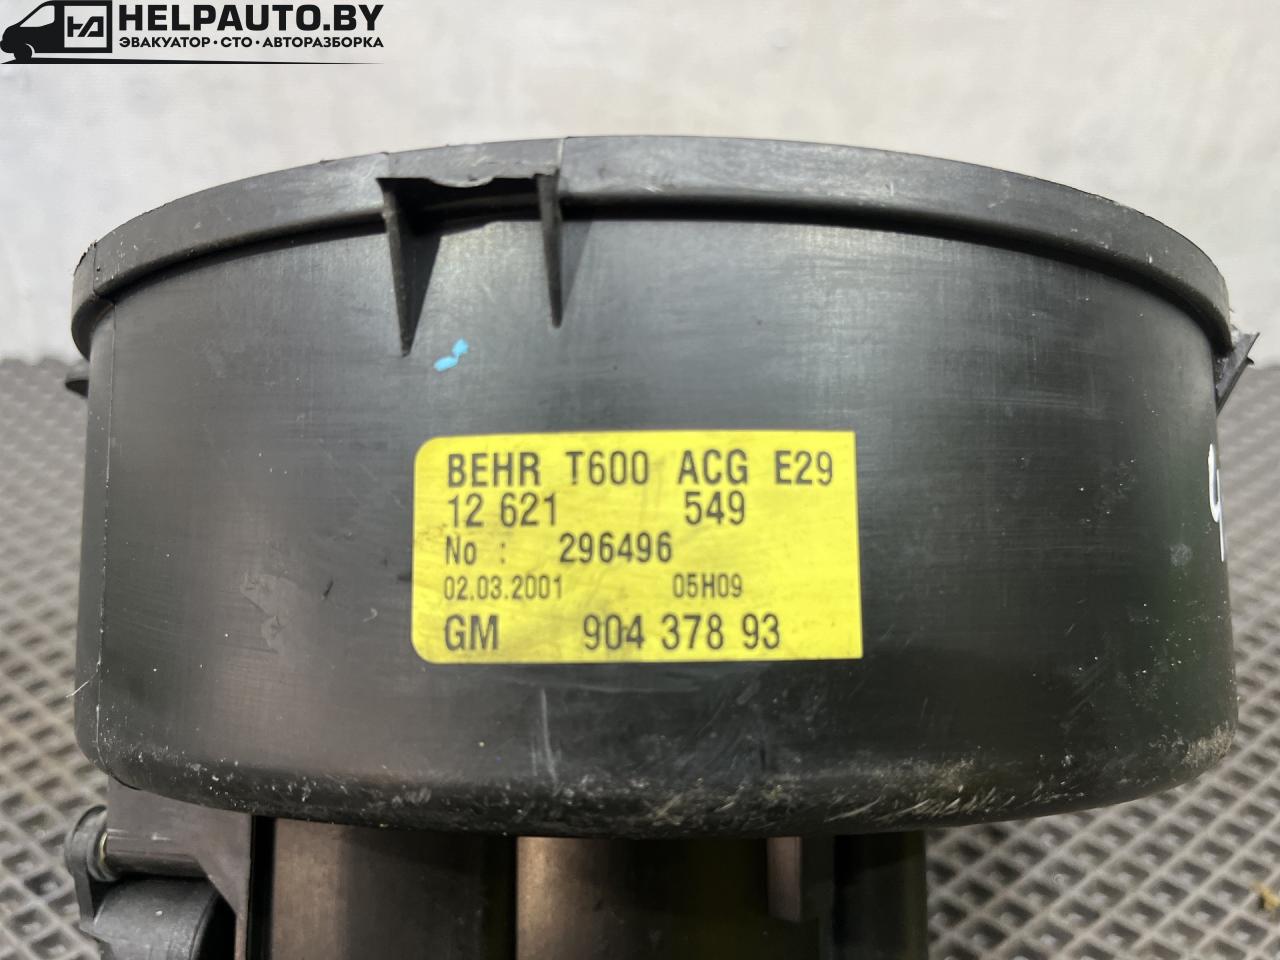 HELPAUTO.BY
ЭВАКУАТОР·СТО·АВТОРАЗБОРКА
BEHR T600 ACG E29
12 621 549
No : 296496
02.03.2001 05H09
GM 904 378 93